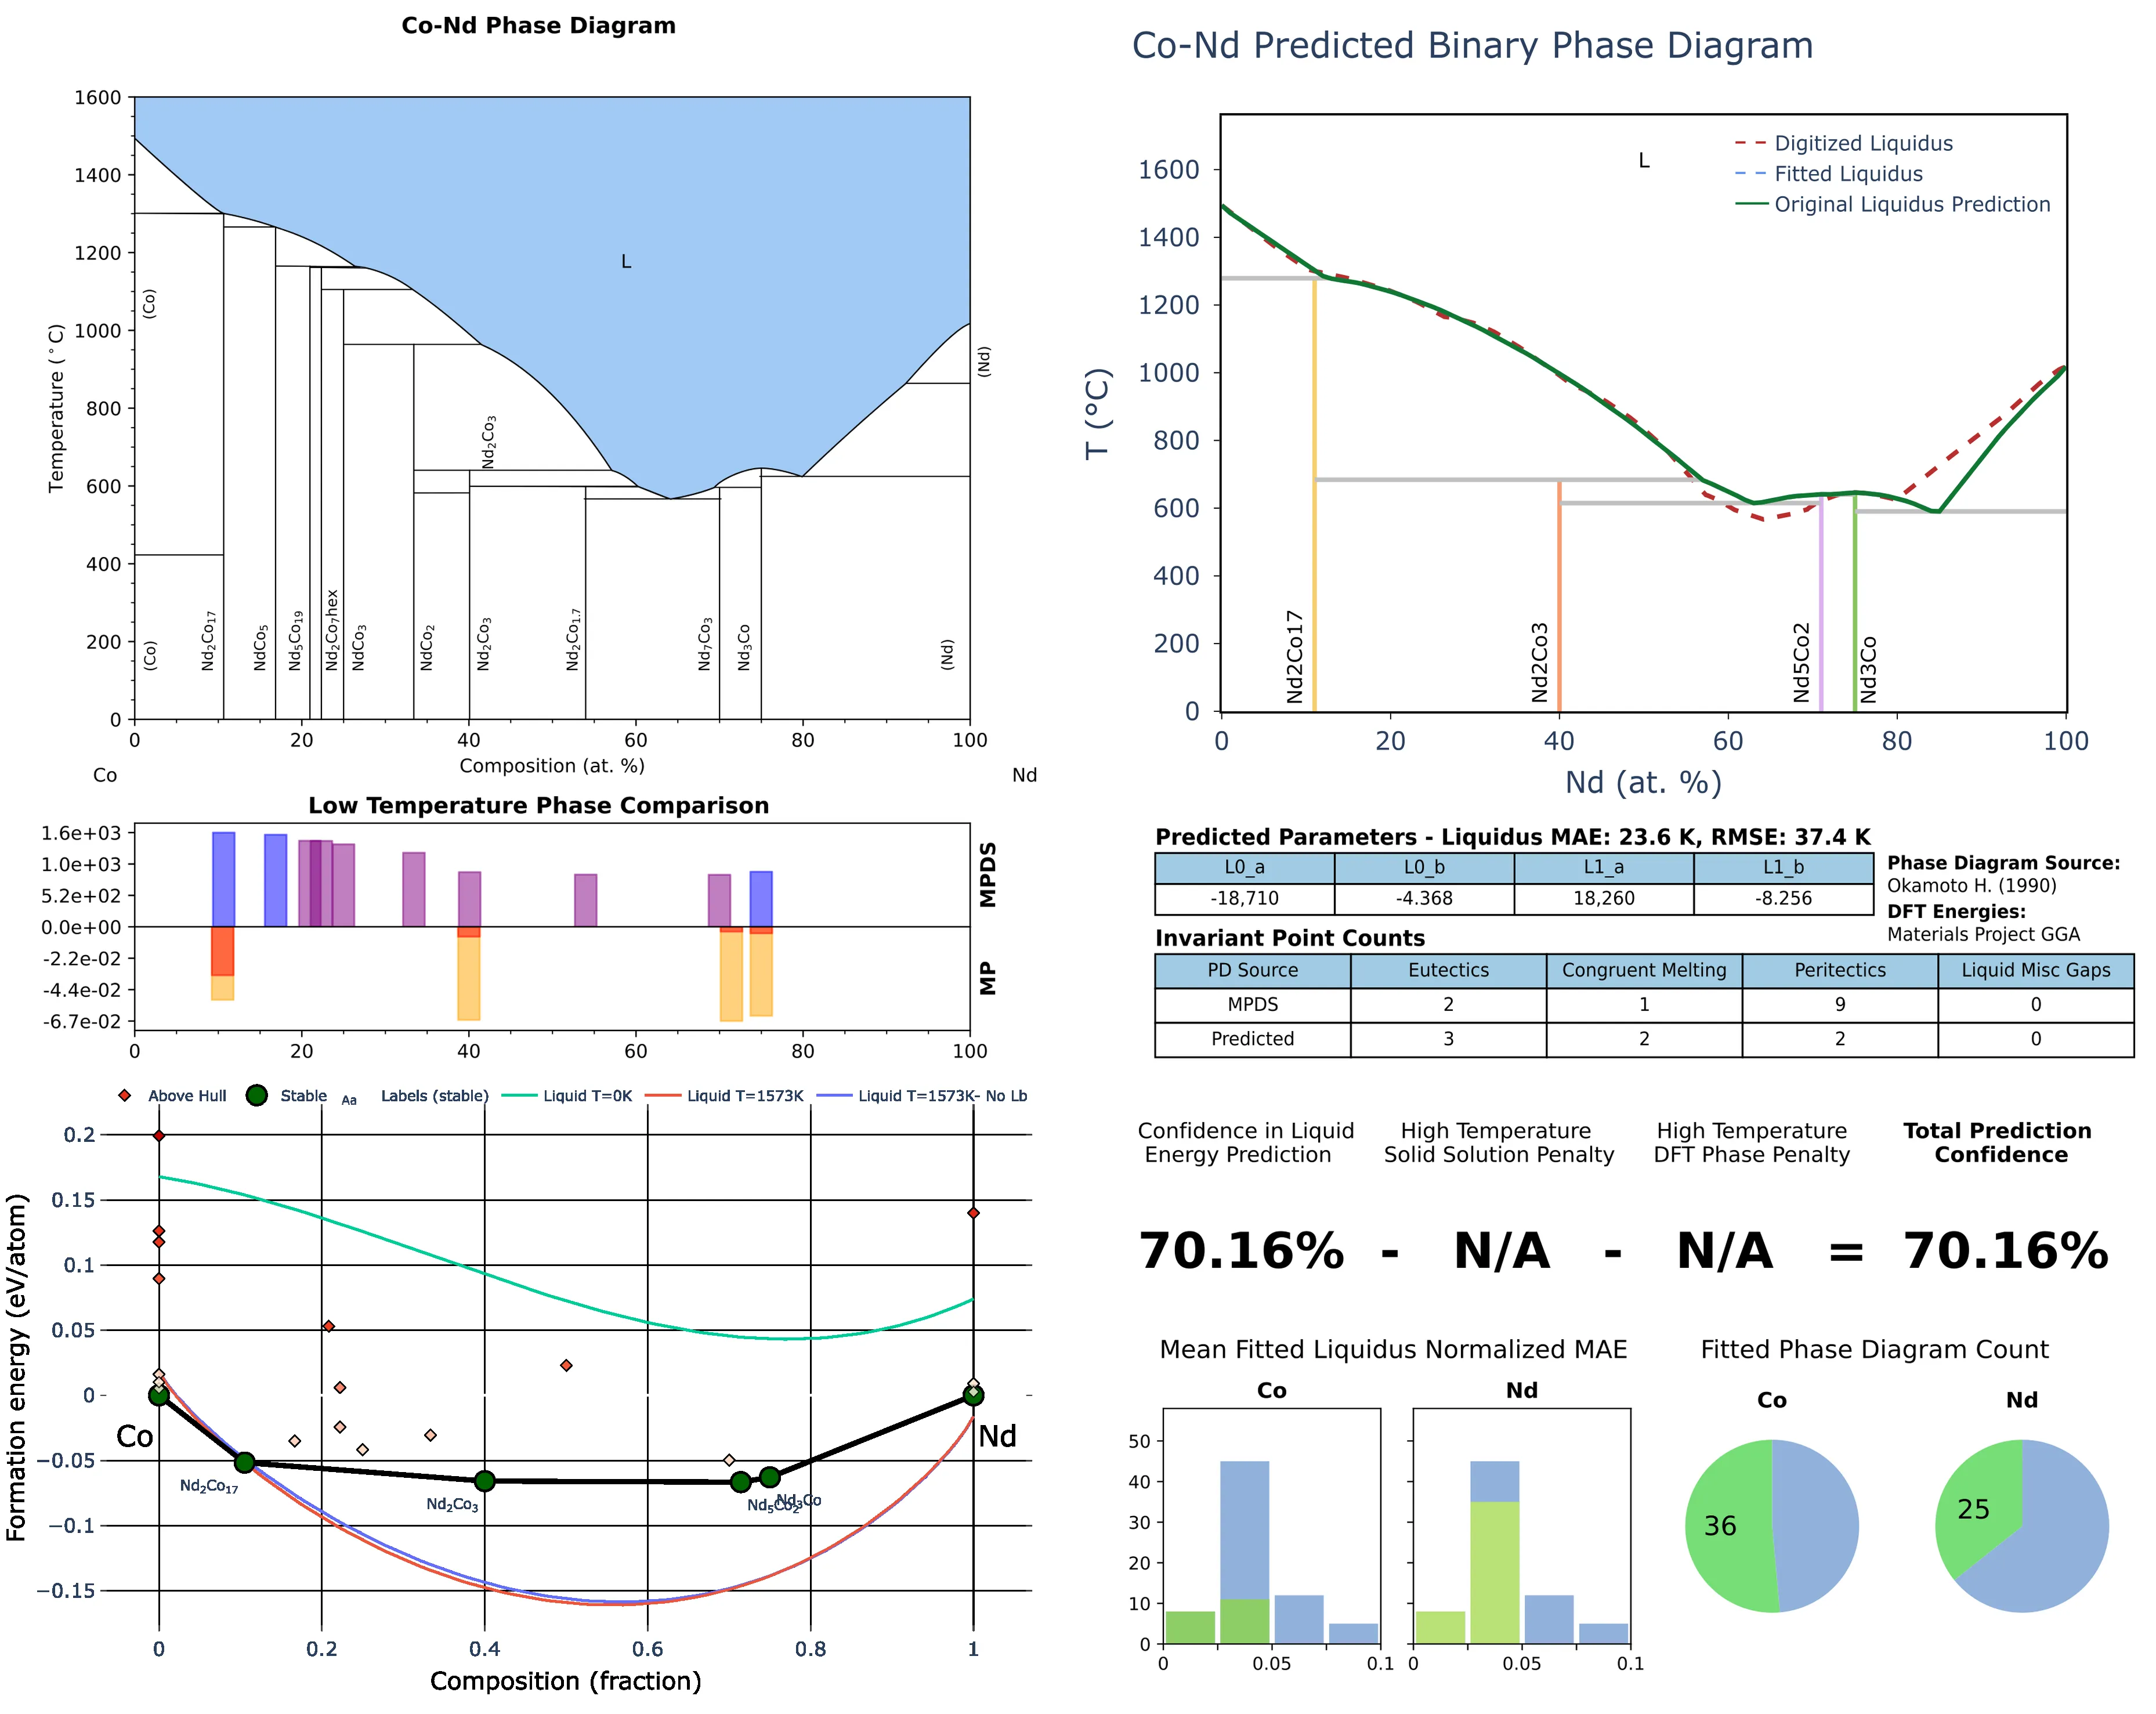 Co-Nd Phase Diagram
1600
1400
1200
1000
800
600
400
200
0
Temperature (°C)
L
(Co)
(Nd)
Nd2Co3
(Co)
Nd2Co17
NdCo5
Nd5Co19
Nd2Co7hex
NdCo3
NdCo2
Nd2Co3
Nd2Co1.7
Nd7Co3
Nd3Co
(Nd)
0 20 40 60 80 100
Composition (at. %)
Co Nd
Low Temperature Phase Comparison
1.6e+03
1.0e+03
5.2e+02
0.0e+00
-2.2e-02
-4.4e-02
-6.7e-02
MPDS
MP
0 20 40 60 80 100
Above Hull Stable Aa Labels (stable) Liquid T=0K Liquid T=1573K Liquid T=1573K- No Lb
0.2
0.15
0.1
0.05
0
−0.05
−0.1
−0.15
Formation energy (eV/atom)
Co Nd
Nd2Co17
Nd2Co3
Nd5Co2
Nd3Co
0 0.2 0.4 0.6 0.8 1
Composition (fraction)
Co-Nd Predicted Binary Phase Diagram
L
Digitized Liquidus
Fitted Liquidus
Original Liquidus Prediction
1600
1400
1200
1000
800
600
400
200
0
T (°C)
Nd2Co17
Nd2Co3
Nd5Co2
Nd3Co
0 20 40 60 80 100
Nd (at. %)
Predicted Parameters - Liquidus MAE: 23.6 K, RMSE: 37.4 K
L0_a L0_b L1_a L1_b
-18,710 -4.368 18,260 -8.256
Phase Diagram Source:
Okamoto H. (1990)
DFT Energies:
Materials Project GGA
Invariant Point Counts
PD Source Eutectics Congruent Melting Peritectics Liquid Misc Gaps
MPDS 2 1 9 0
Predicted 3 2 2 0
Confidence in Liquid
Energy Prediction
High Temperature
Solid Solution Penalty
High Temperature
DFT Phase Penalty
Total Prediction
Confidence
70.16% - N/A - N/A = 70.16%
Mean Fitted Liquidus Normalized MAE
Co Nd
50
40
30
20
10
0
0 0.05 0.1
0 0.05 0.1
Fitted Phase Diagram Count
Co Nd
36
25